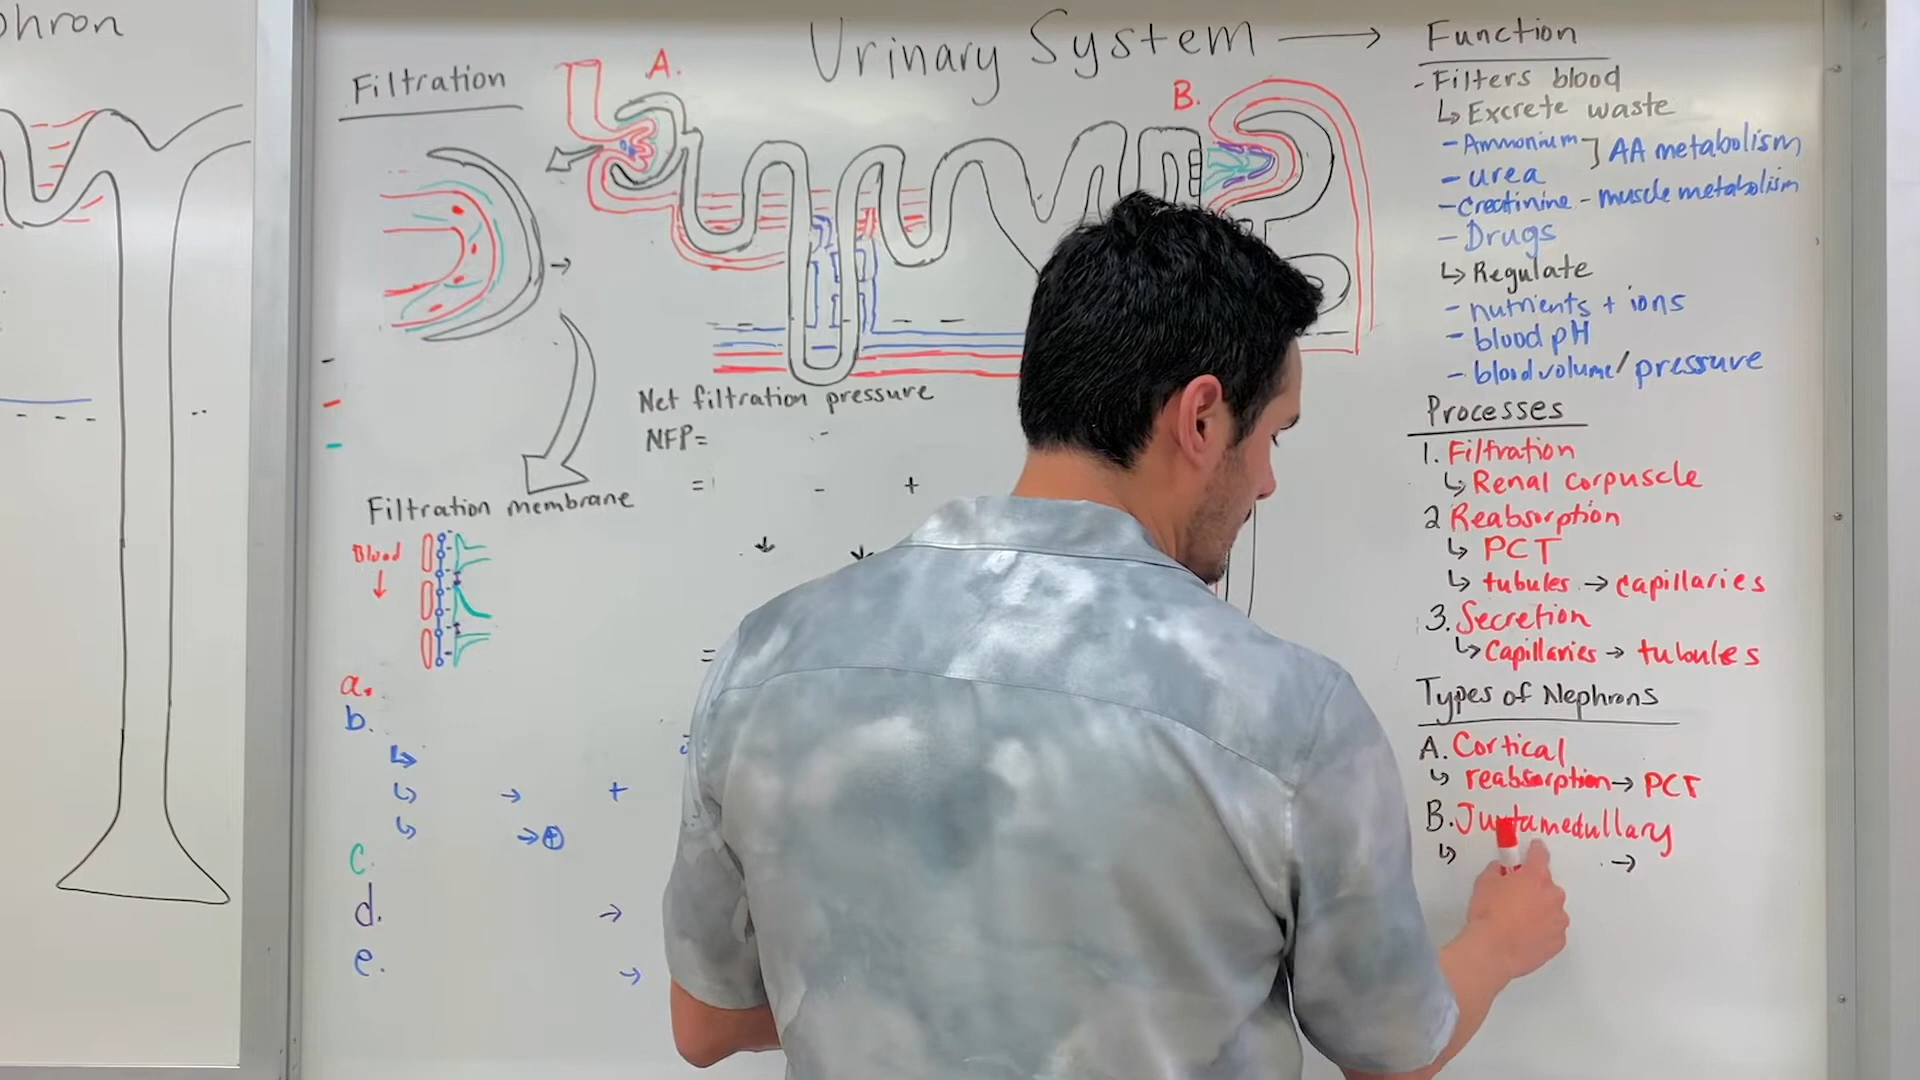 phron
Urinary System →
Filtration
A.
B.
Net filtration pressure
NFP= -
= - +
=
Filtration membrane
Blood
↓
a.
b.
↳
↳ → +
↳ → +
c.
d. →
e. →
Function
- Filters blood
↳ Excrete waste
- Ammonium ] AA metabolism
- urea
- Creatinine - muscle metabolism
- Drugs
↳ Regulate
- nutrients + ions
- blood pH
- blood volume/pressure
Processes
1. Filtration
↳ Renal corpuscle
2 Reabsorption
↳ PCT
↳ tubules → capillaries
3. Secretion
↳ Capillaries → tubules
Types of Nephrons
A. Cortical
↳ reabsorption → PCT
B. Juxtamedullary
↳ →